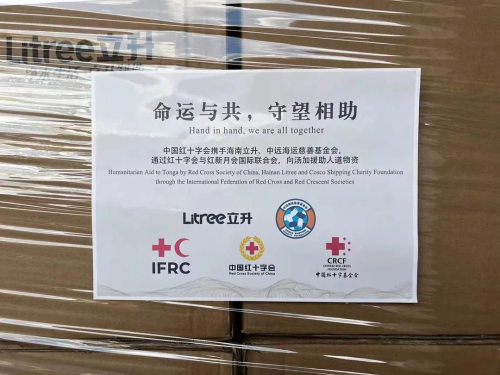 Litree立升
命运与共，守望相助
Hand in hand, we are all together
中国红十字会携手海南立升、中远海运慈善基金会，
通过红十字会与红新月会国际联合会，向汤加援助人道物资
Humanitarian Aid to Tonga by Red Cross Society of China, Hainan Litree and Cosco Shipping Charity Foundation
through the International Federation of Red Cross and Red Crescent Societies
Litree立升
IFRC
中国红十字会
Red Cross Society of China
CRCF
CHINESE RED CROSS
FOUNDATION
中国红十字基金会